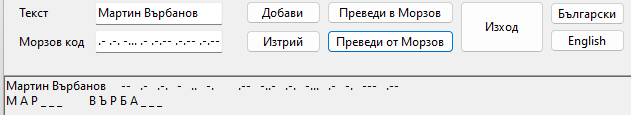 Текст Мартин Върбанов Добави Преведи в Морзов Изход Български
Морзов код .- .-. -... .- .-.-- .-.-- .-.-- Изтрий Преведи от Морзов English
Мартин Върбанов -- .- .-. - .. -. .-- -..- .-. -... .- -. --- .--
М А Р _ _ _ В Ъ Р Б А _ _ _